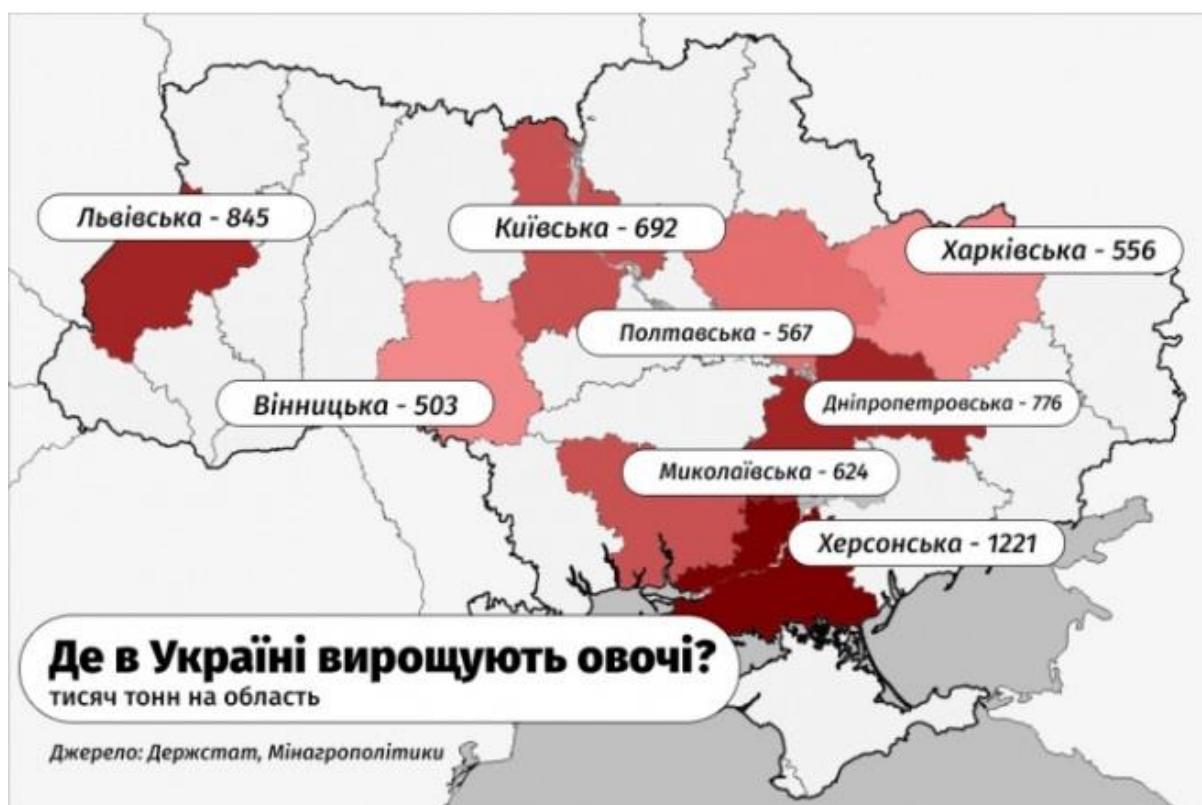 Львівська - 845
Київська - 692
Харківська - 556
Полтавська - 567
Вінницька - 503
Дніпропетровська - 776
Миколаївська - 624
Херсонська - 1221
Де в Україні вирощують овочі?
тисяч тонн на область
Джерело: Держстат, Мінагрополітики